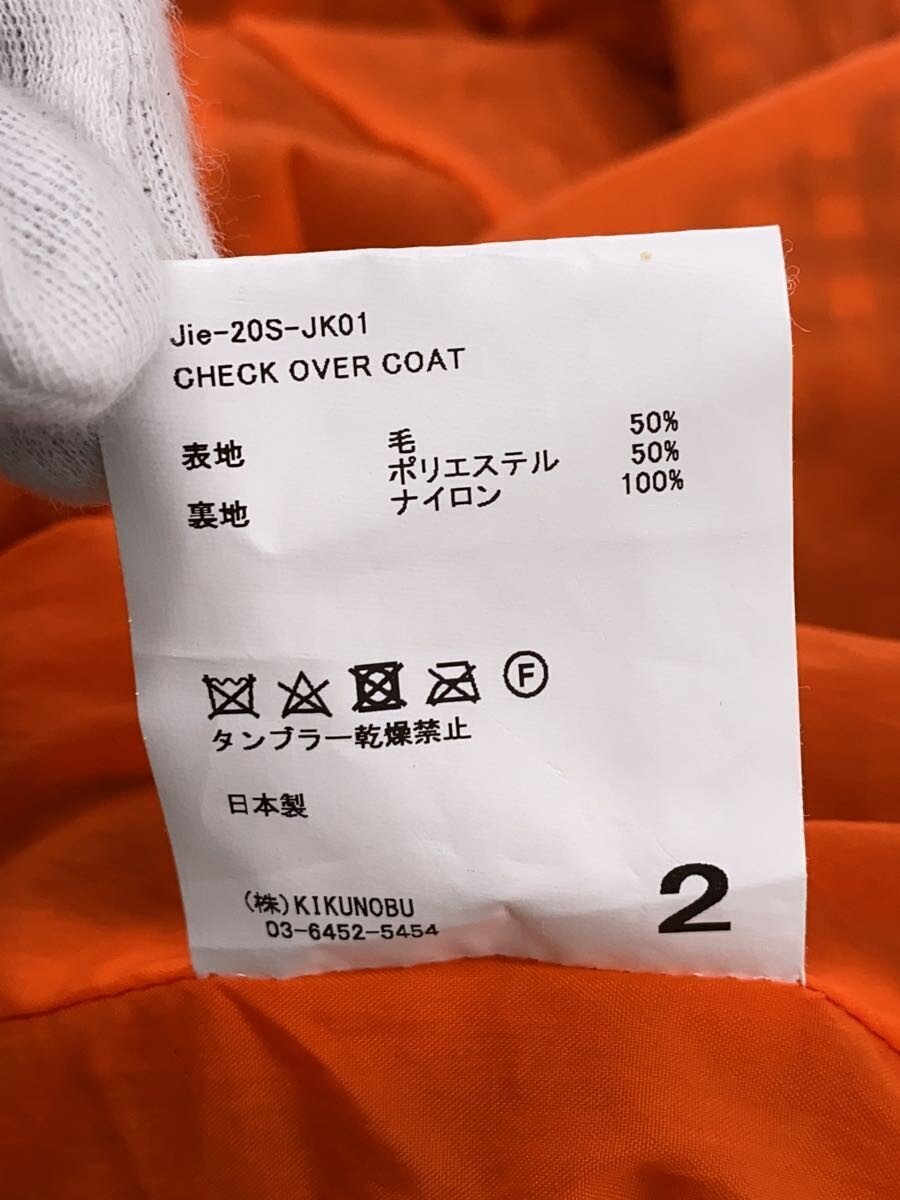 Jie-20S-JK01
CHECK OVER COAT
表地 毛 50%
ポリエステル 50%
裏地 ナイロン 100%
F
タンブラー乾燥禁止
日本製
(株)KIKUNOBU
03-6452-5454
2